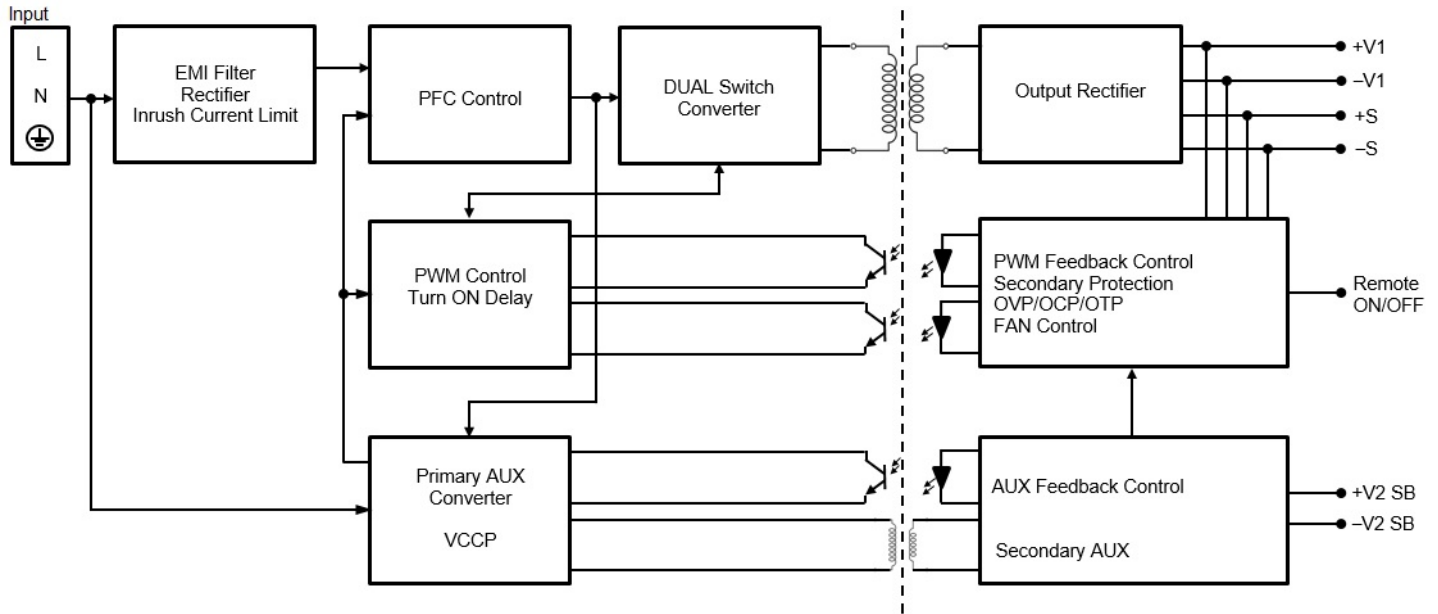 Input
L
N
EMI Filter
Rectifier
Inrush Current Limit
PFC Control
DUAL Switch
Converter
Output Rectifier
+V1
–V1
+S
–S
PWM Control
Turn ON Delay
PWM Feedback Control
Secondary Protection
OVP/OCP/OTP
FAN Control
Remote
ON/OFF
Primary AUX
Converter
VCCP
AUX Feedback Control
Secondary AUX
+V2 SB
–V2 SB